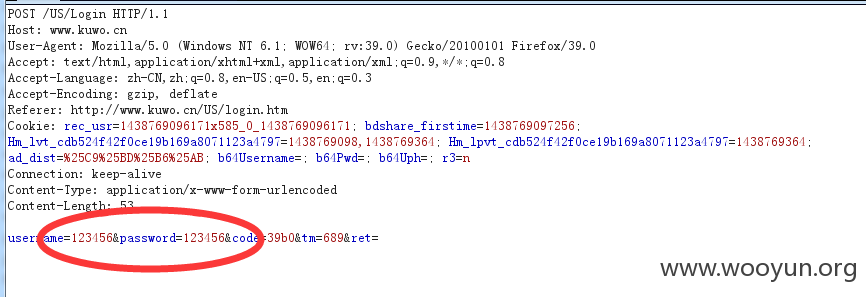 POST /US/Login HTTP/1.1
Host: www.kuwo.cn
User-Agent: Mozilla/5.0 (Windows NT 6.1; WOW64; rv:39.0) Gecko/20100101 Firefox/39.0
Accept: text/html,application/xhtml+xml,application/xml;q=0.9,*/*;q=0.8
Accept-Language: zh-CN,zh;q=0.8,en-US;q=0.5,en;q=0.3
Accept-Encoding: gzip, deflate
Referer: http://www.kuwo.cn/US/login.htm
Cookie: rec_usr=1438769096171x585_0_1438769096171; bdshare_firstime=1438769097256;
Hm_lvt_cdb524f42f0ce19b169a8071123a4797=1438769098,1438769364; Hm_lpvt_cdb524f42f0ce19b169a8071123a4797=1438769364;
ad_dist=%25C9%25BD%25B6%25AB; b64Username=; b64Pwd=; b64Uph=; r3=n
Connection: keep-alive
Content-Type: application/x-www-form-urlencoded
Content-Length: 53
username=123456&password=123456&code=39b0&tm=689&ret=
www.wooyun.org